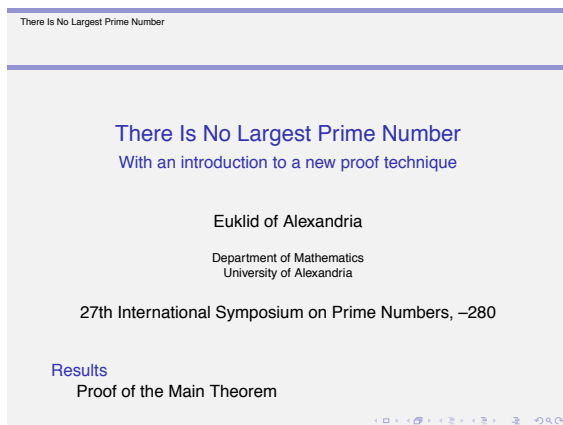 There Is No Largest Prime Number
There Is No Largest Prime Number
With an introduction to a new proof technique
Euklid of Alexandria
Department of Mathematics
University of Alexandria
27th International Symposium on Prime Numbers, –280
Results
Proof of the Main Theorem